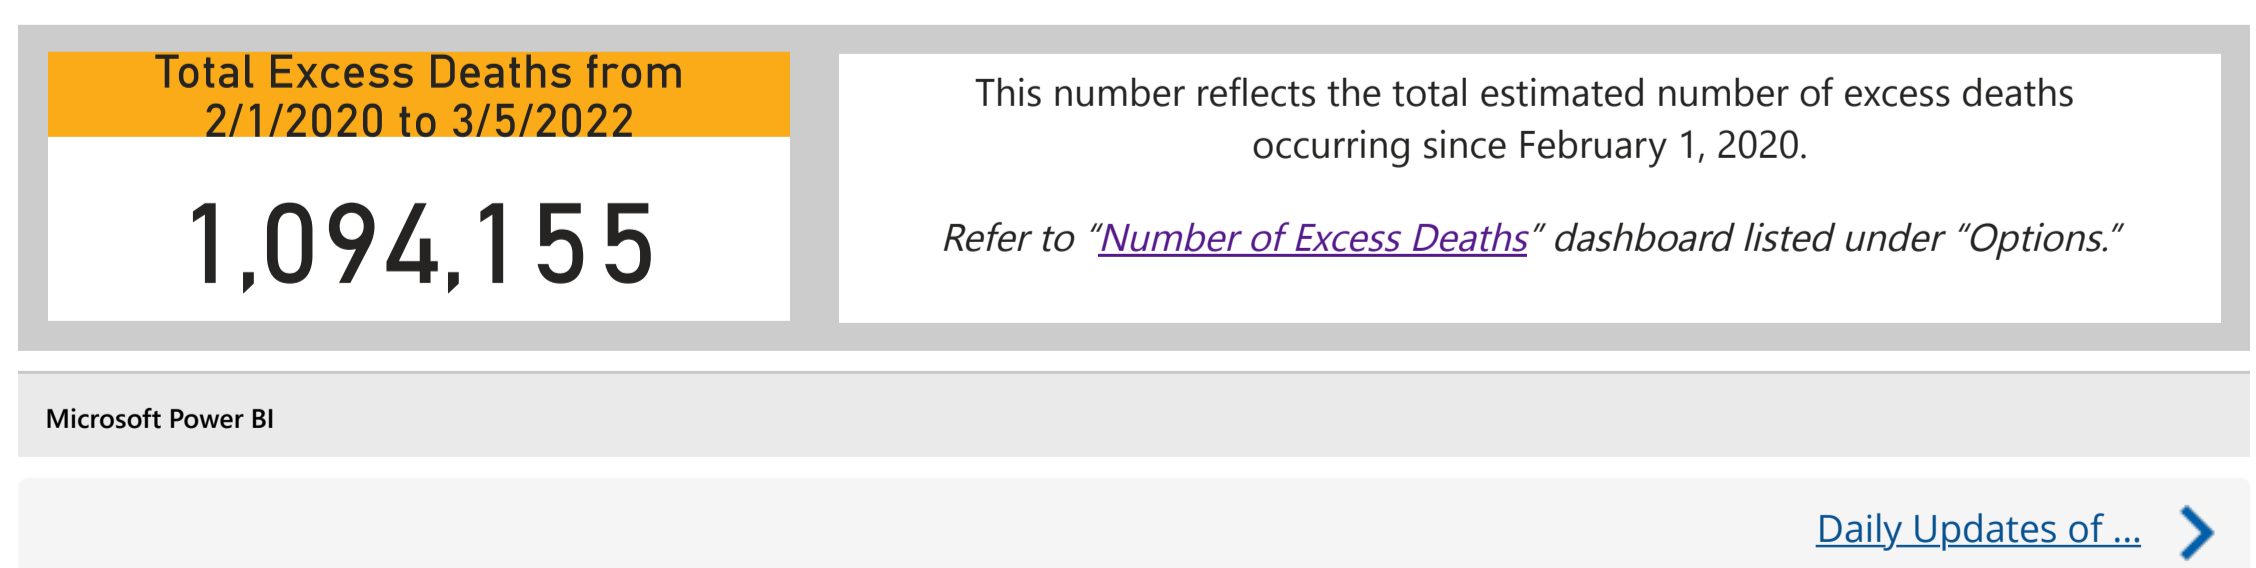 Total Excess Deaths from
2/1/2020 to 3/5/2022
1,094,155
This number reflects the total estimated number of excess deaths
occurring since February 1, 2020.
Refer to “Number of Excess Deaths” dashboard listed under “Options.”
Microsoft Power BI
Daily Updates of ...